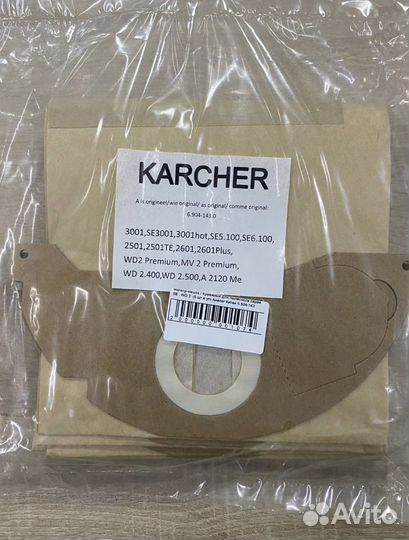 KARCHER
A is origineel/wie original/ as original/ comme original:
6.904-143.0
3001,SE3001,3001hot,SE5.100,SE6.100,
2501,2501TE,2601,2601Plus,
WD2 Premium,MV 2 Premium,
WD 2.400,WD 2.500,A 2120 Me
Avito